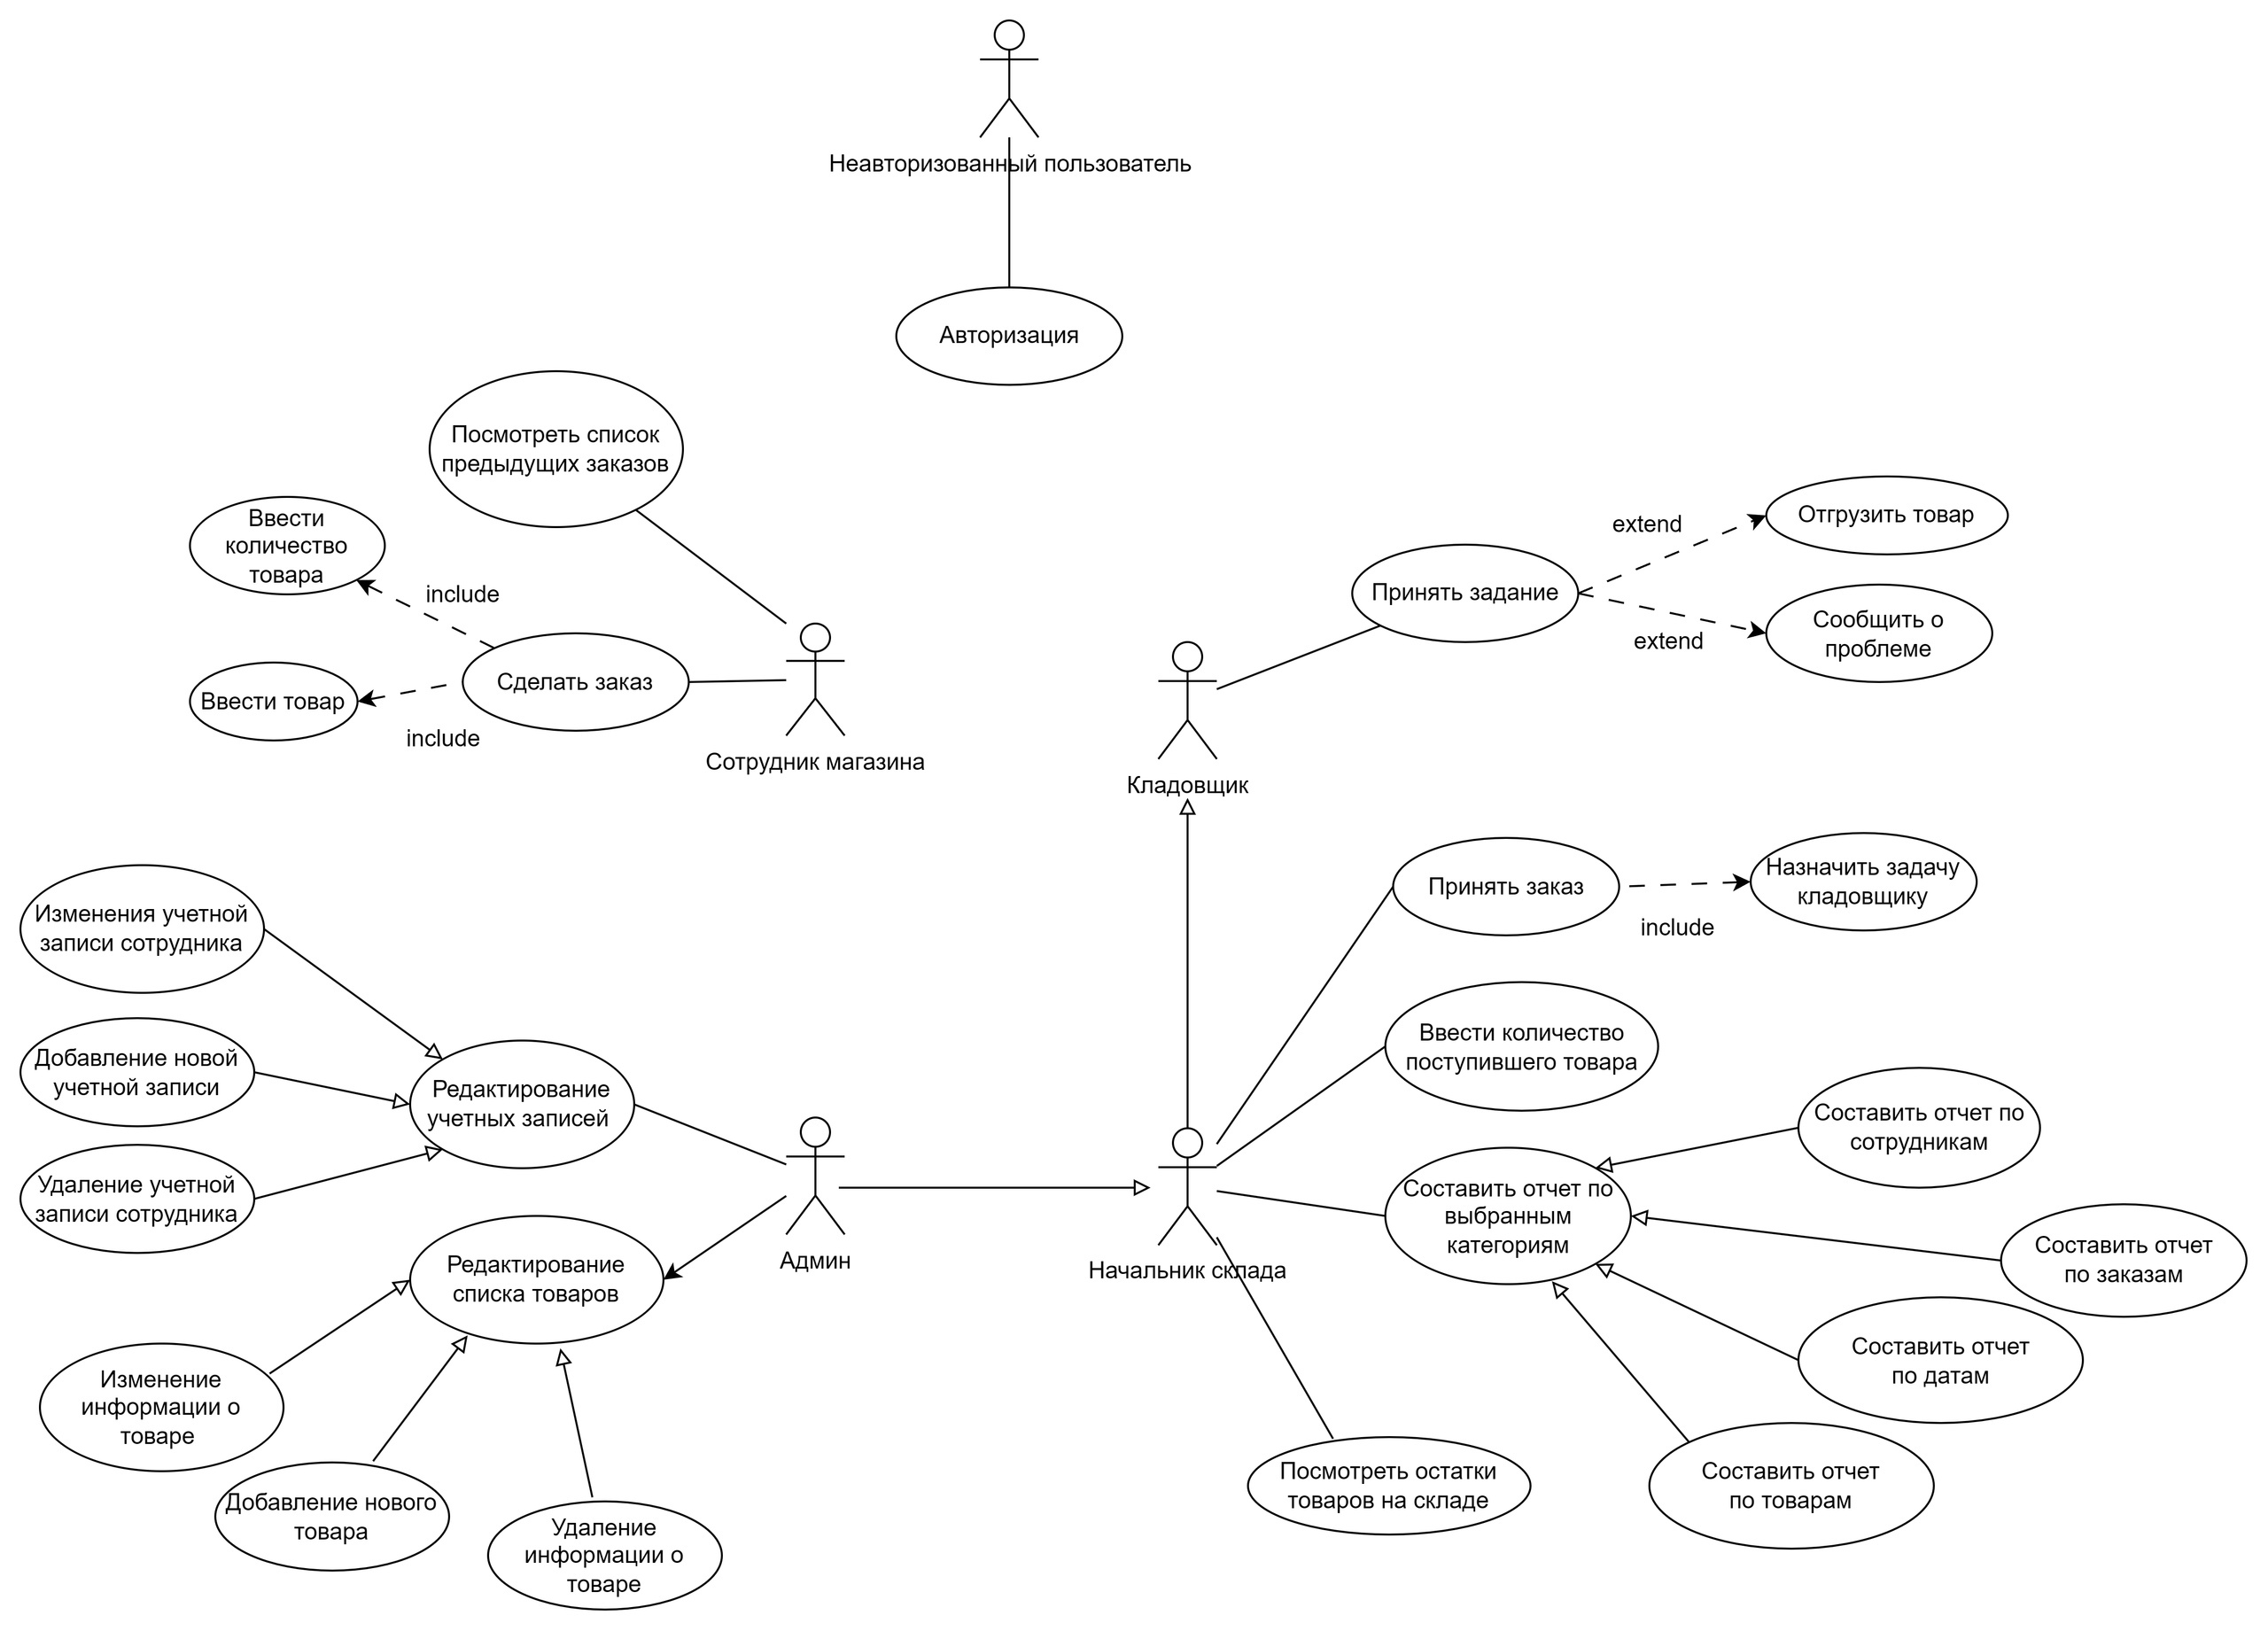 Неавторизованный пользователь
Авторизация
Посмотреть список
предыдущих заказов
Ввести
количество
товара
include
Сделать заказ
Ввести товар
include
Сотрудник магазина
extend
Отгрузить товар
Принять задание
Сообщить о
проблеме
extend
Кладовщик
Принять заказ
Назначить задачу
кладовщику
include
Изменения учетной
записи сотрудника
Добавление новой
учетной записи
Удаление учетной
записи сотрудника
Редактирование
учетных записей
Админ
Редактирование
списка товаров
Изменение
информации о
товаре
Добавление нового
товара
Удаление
информации о
товаре
Ввести количество
поступившего товара
Начальник склада
Составить отчет по
выбранным
категориям
Составить отчет по
сотрудникам
Составить отчет
по заказам
Составить отчет
по датам
Составить отчет
по товарам
Посмотреть остатки
товаров на складе